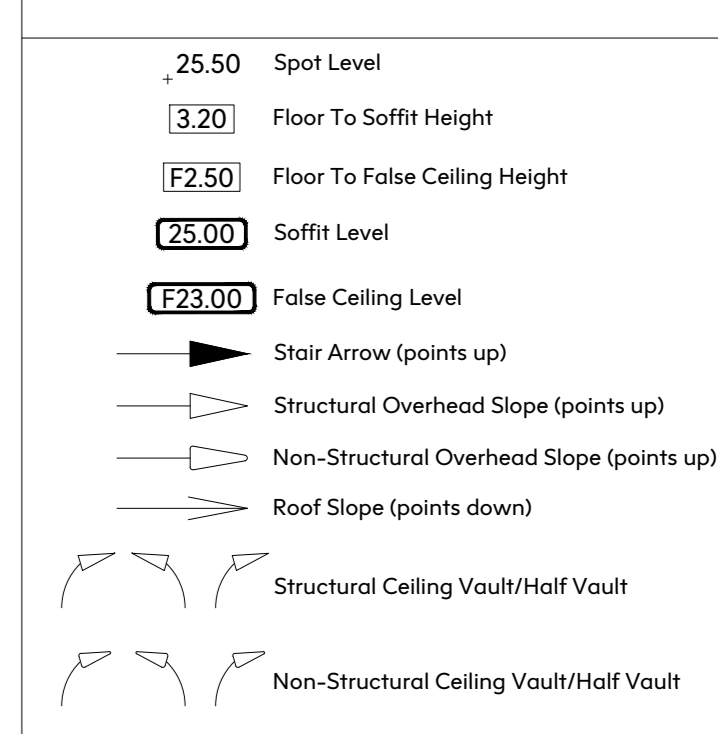 +25.50 Spot Level
3.20 Floor To Soffit Height
F2.50 Floor To False Ceiling Height
25.00 Soffit Level
F23.00 False Ceiling Level
Stair Arrow (points up)
Structural Overhead Slope (points up)
Non-Structural Overhead Slope (points up)
Roof Slope (points down)
Structural Ceiling Vault/Half Vault
Non-Structural Ceiling Vault/Half Vault